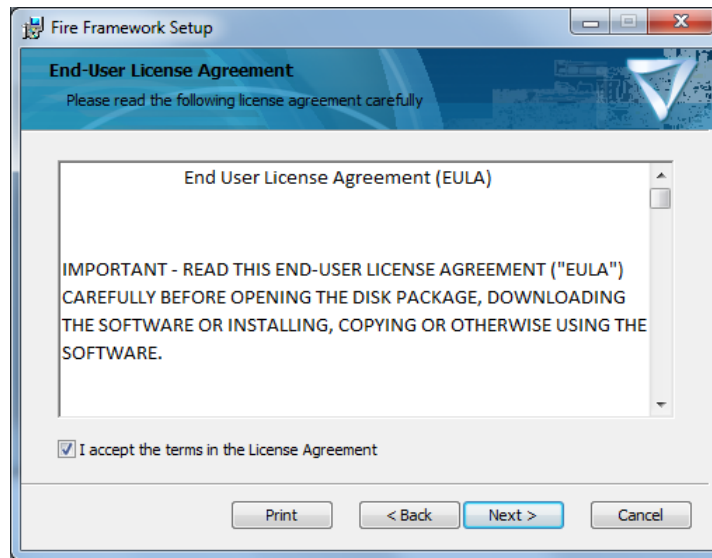 Fire Framework Setup
End-User License Agreement
Please read the following license agreement carefully
End User License Agreement (EULA)
IMPORTANT - READ THIS END-USER LICENSE AGREEMENT ("EULA")
CAREFULLY BEFORE OPENING THE DISK PACKAGE, DOWNLOADING
THE SOFTWARE OR INSTALLING, COPYING OR OTHERWISE USING THE
SOFTWARE.
I accept the terms in the License Agreement
Print
< Back
Next >
Cancel